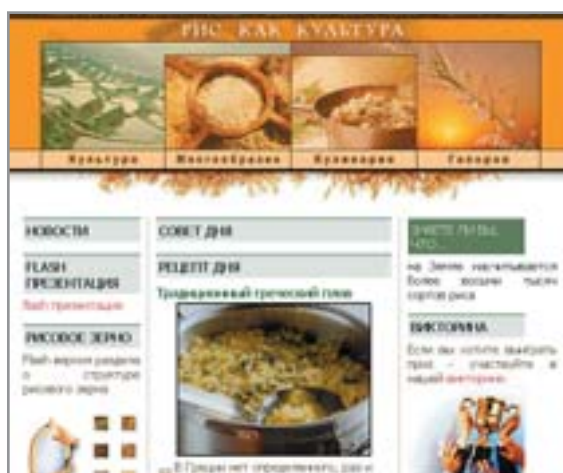 РИС КАК КУЛЬТУРА
Культура
Многообразие
Кулинария
Галерея
НОВОСТИ
FLASH
ПРЕЗЕНТАЦИЯ
flash презентация
РИСОВОЕ ЗЕРНО
Flash-версия раздела
о структуре
рисового зерна
СОВЕТ ДНЯ
РЕЦЕПТ ДНЯ
Традиционный греческий плов
В Греции нет определенного, раз и
ЗНАЕТЕ ЛИ ВЫ,
ЧТО...
на Земле насчитывается
более восьми тысяч
сортов риса
ВИКТОРИНА
Если вы хотите выиграть
приз - участвуйте в
нашей викторине.